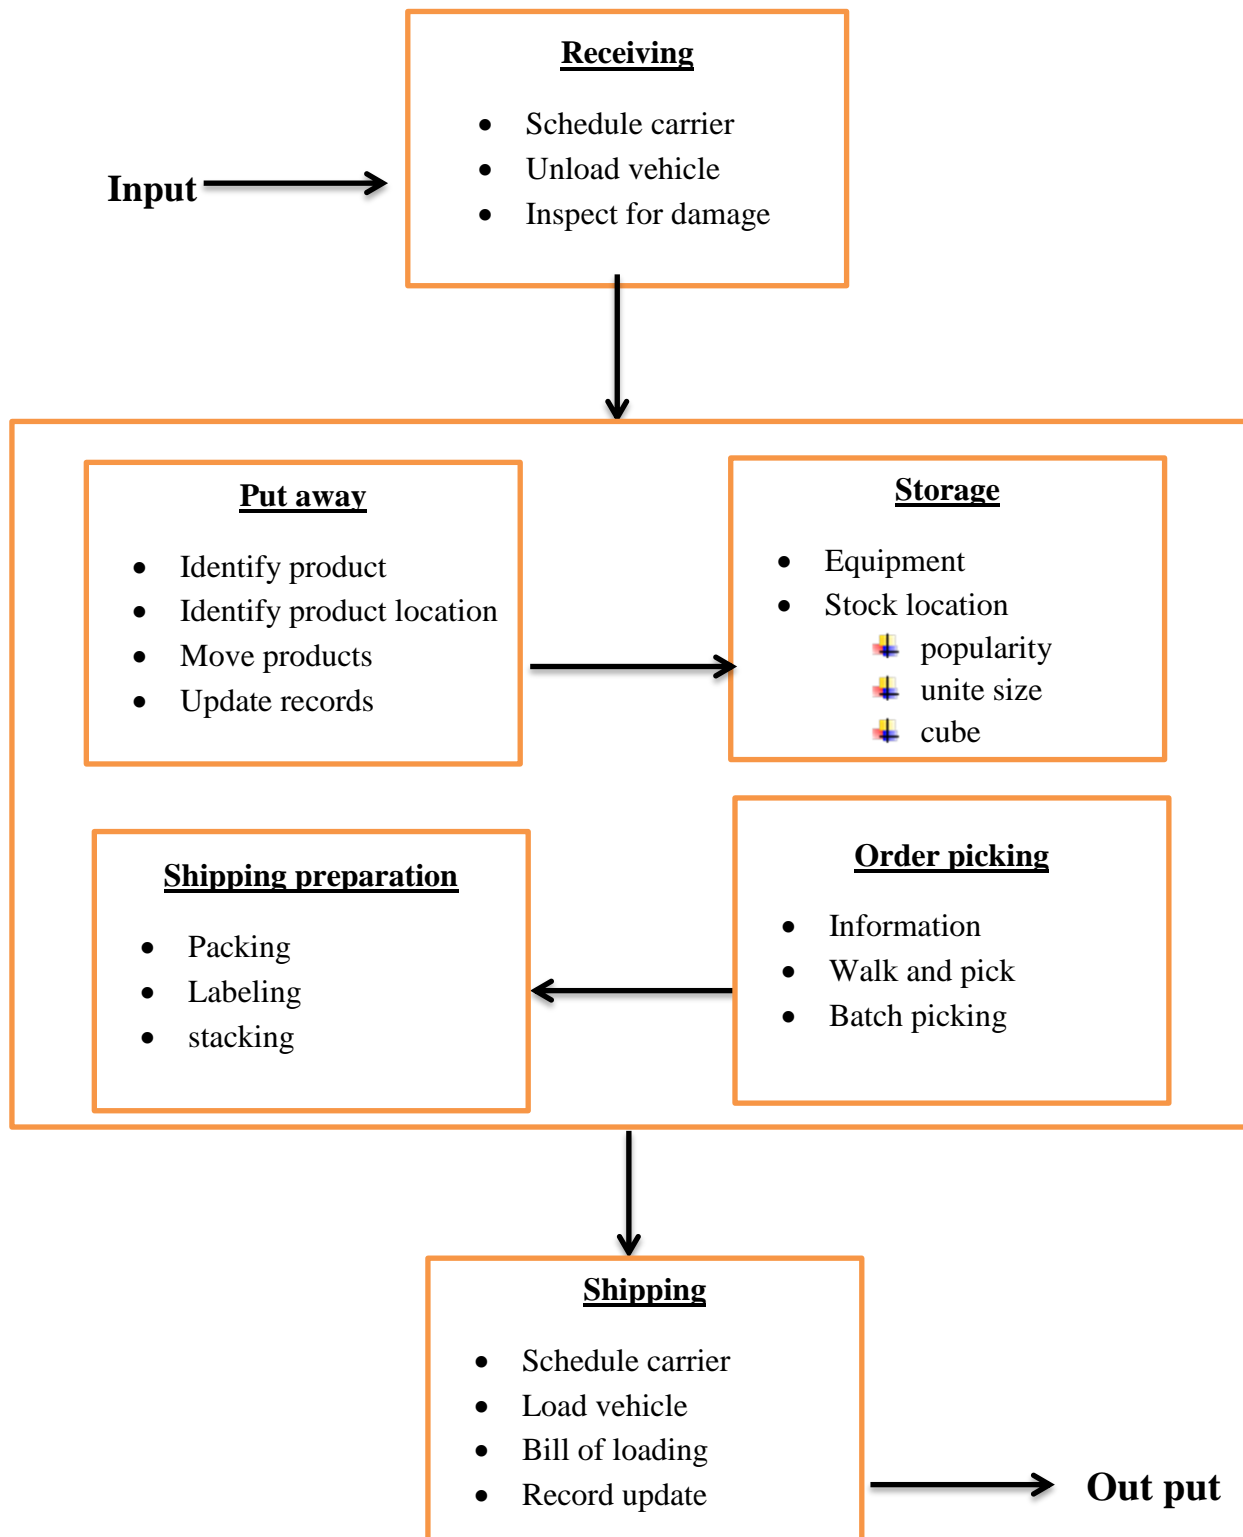 Receiving
• Schedule carrier
• Unload vehicle
• Inspect for damage
Input
Put away
• Identify product
• Identify product location
• Move products
• Update records
Storage
• Equipment
• Stock location
popularity
unite size
cube
Shipping preparation
• Packing
• Labeling
• stacking
Order picking
• Information
• Walk and pick
• Batch picking
Shipping
• Schedule carrier
• Load vehicle
• Bill of loading
• Record update
Out put